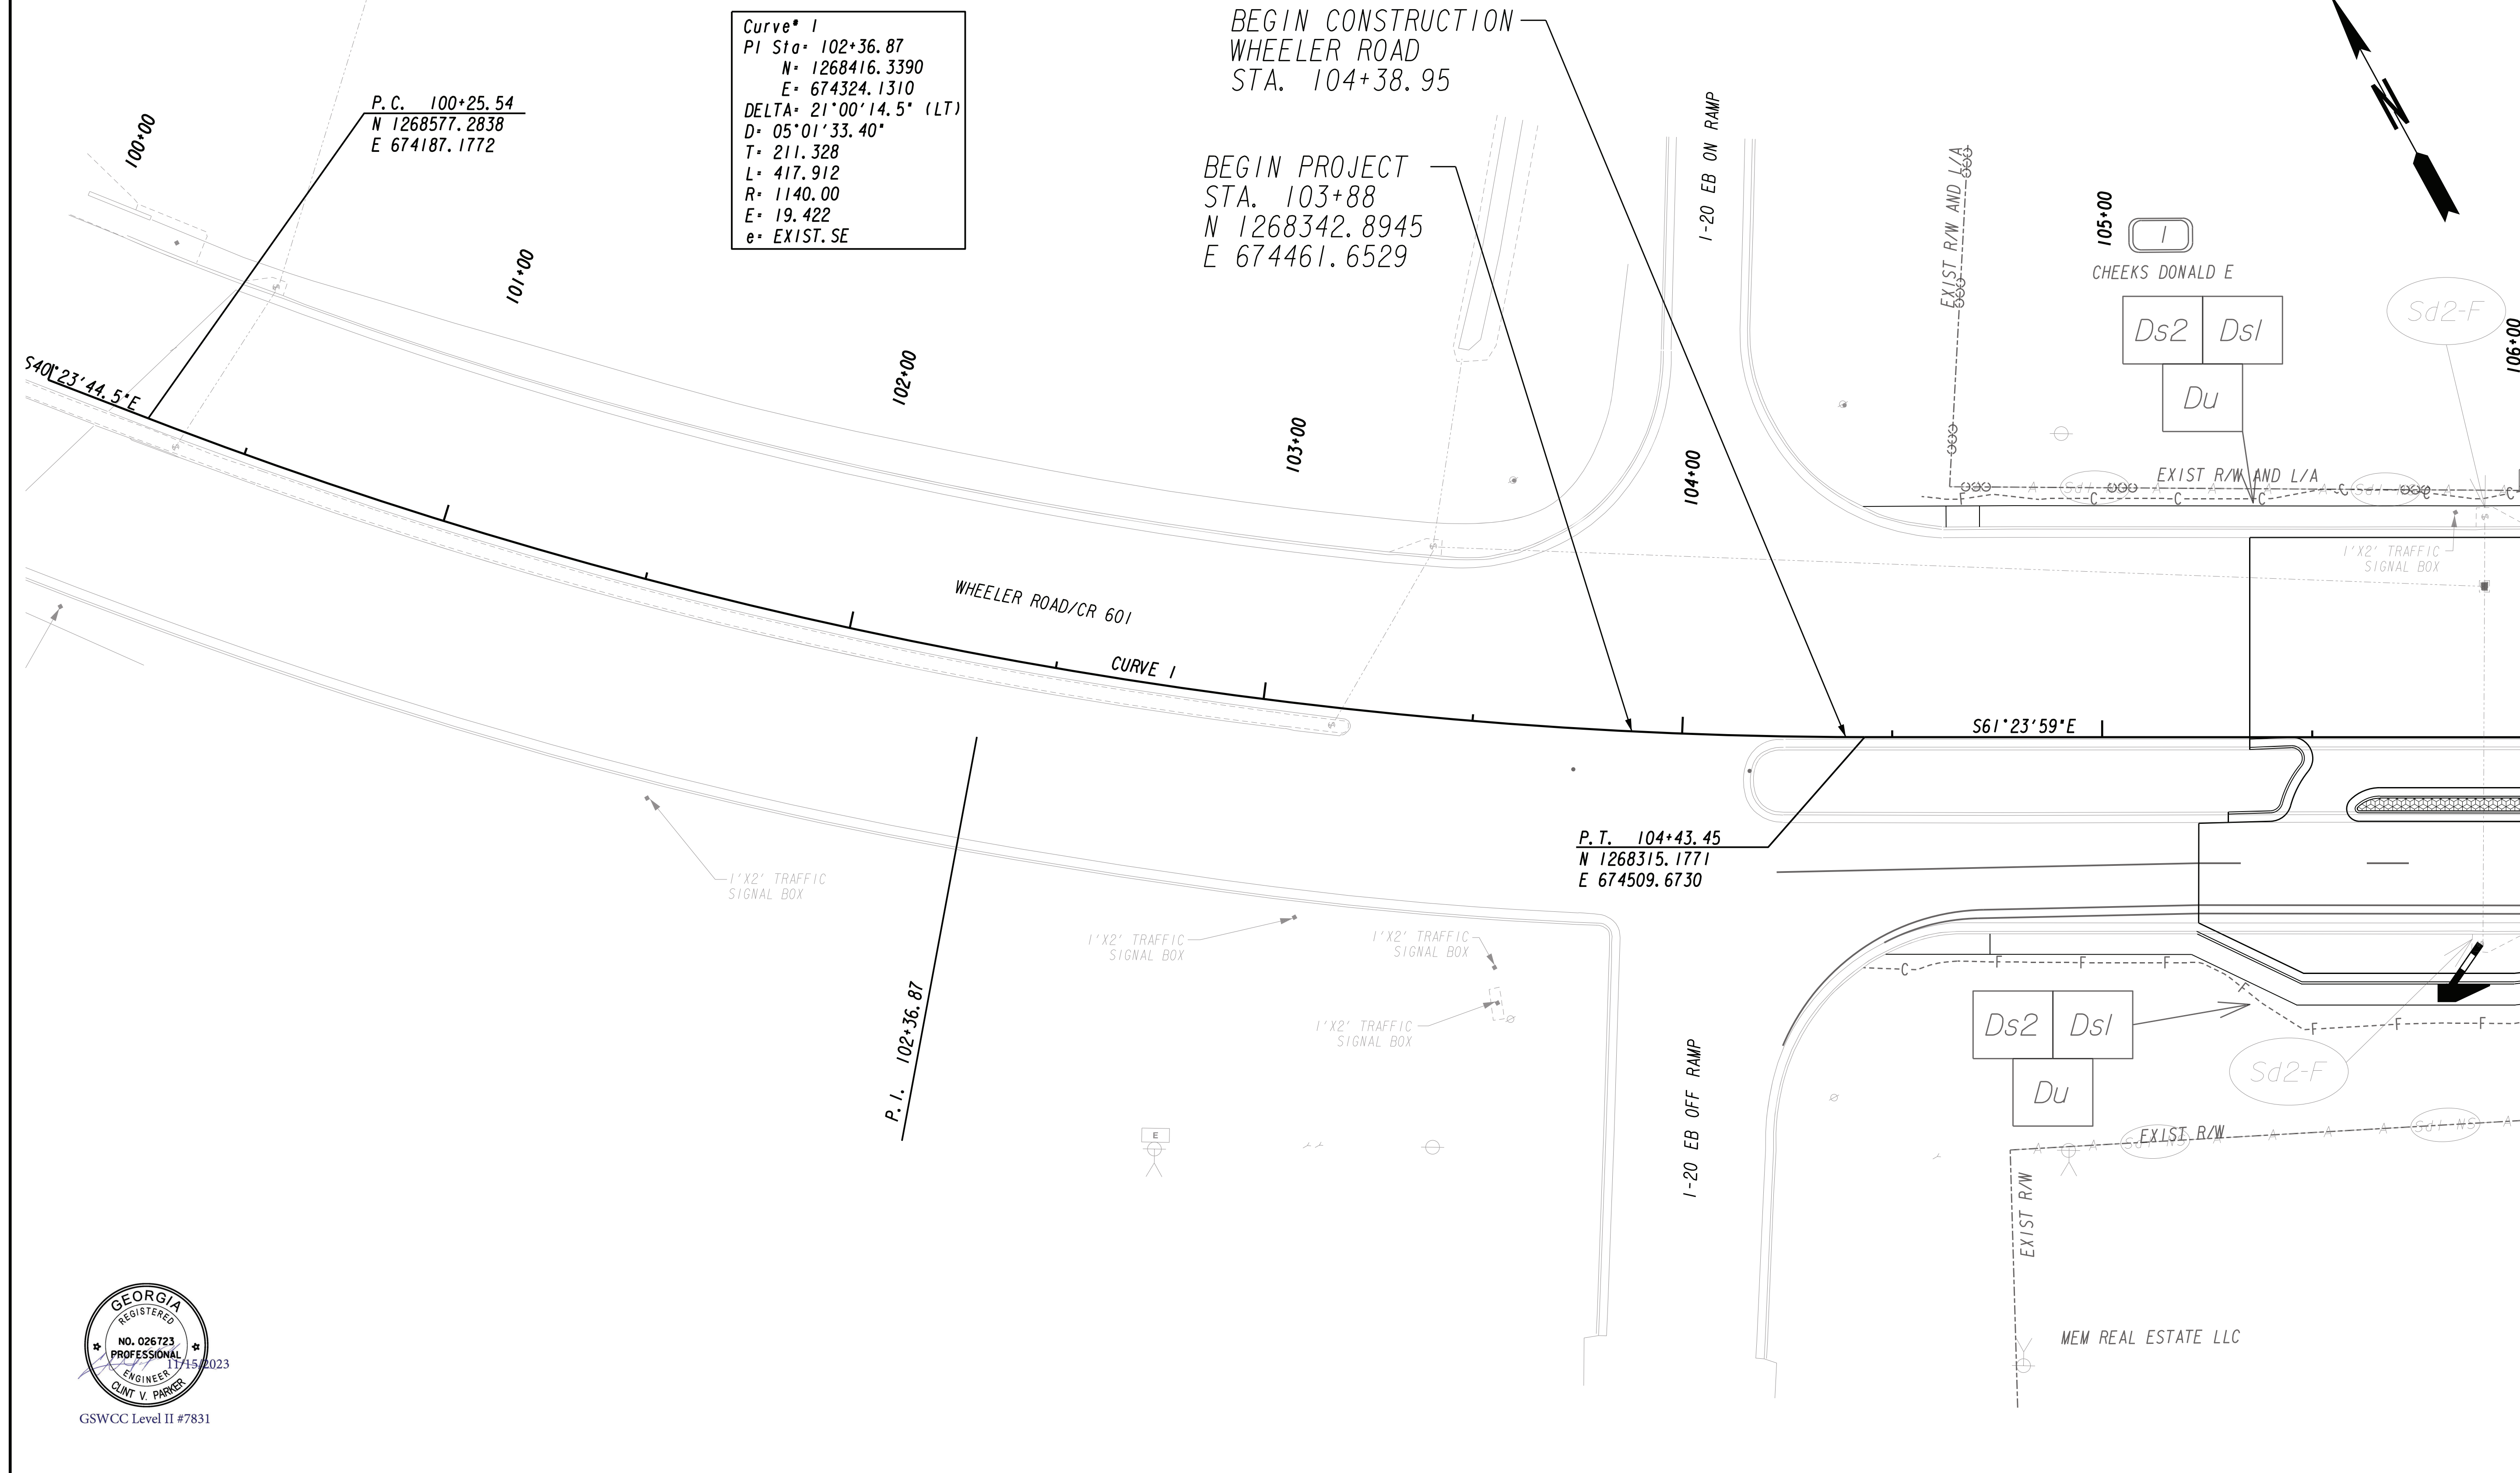 Curve# 1
PI Sta= 102+36.87
N= 1268416.3390
E= 674324.1310
DELTA= 21°00'14.5" (LT)
D= 05°01'33.40"
T= 211.328
L= 417.912
R= 1140.00
E= 19.422
e= EXIST.SE
BEGIN CONSTRUCTION
WHEELER ROAD
STA. 104+38.95
BEGIN PROJECT
STA. 103+88
N 1268342.8945
E 674461.6529
P.C. 100+25.54
N 1268577.2838
E 674187.1772
100+00
101+00
102+00
103+00
104+00
105+00
106+00
I-20 EB ON RAMP
EXIST R/W AND L/A
N
1
CHEEKS DONALD E
Ds2 Ds1
Du
Sd2-F
EXIST R/W AND L/A
F C C C C C C
1'X2' TRAFFIC
SIGNAL BOX
S40°23'44.5"E
WHEELER ROAD/CR 601
CURVE 1
S61°23'59"E
P.T. 104+43.45
N 1268315.1771
E 674509.6730
1'X2' TRAFFIC
SIGNAL BOX
1'X2' TRAFFIC
SIGNAL BOX
1'X2' TRAFFIC
SIGNAL BOX
1'X2' TRAFFIC
SIGNAL BOX
P.I. 102+36.87
E
I-20 EB OFF RAMP
C F F F F F F F
Ds2 Ds1
Du
Sd2-F
A A Sd1-NS EXIST R/W A A A A Sd1-NS A
EXIST R/W
MEM REAL ESTATE LLC
GEORGIA
REGISTERED
NO. 026723
PROFESSIONAL
11/15/2023
ENGINEER
CLINT V. PARKER
GSWCC Level II #7831